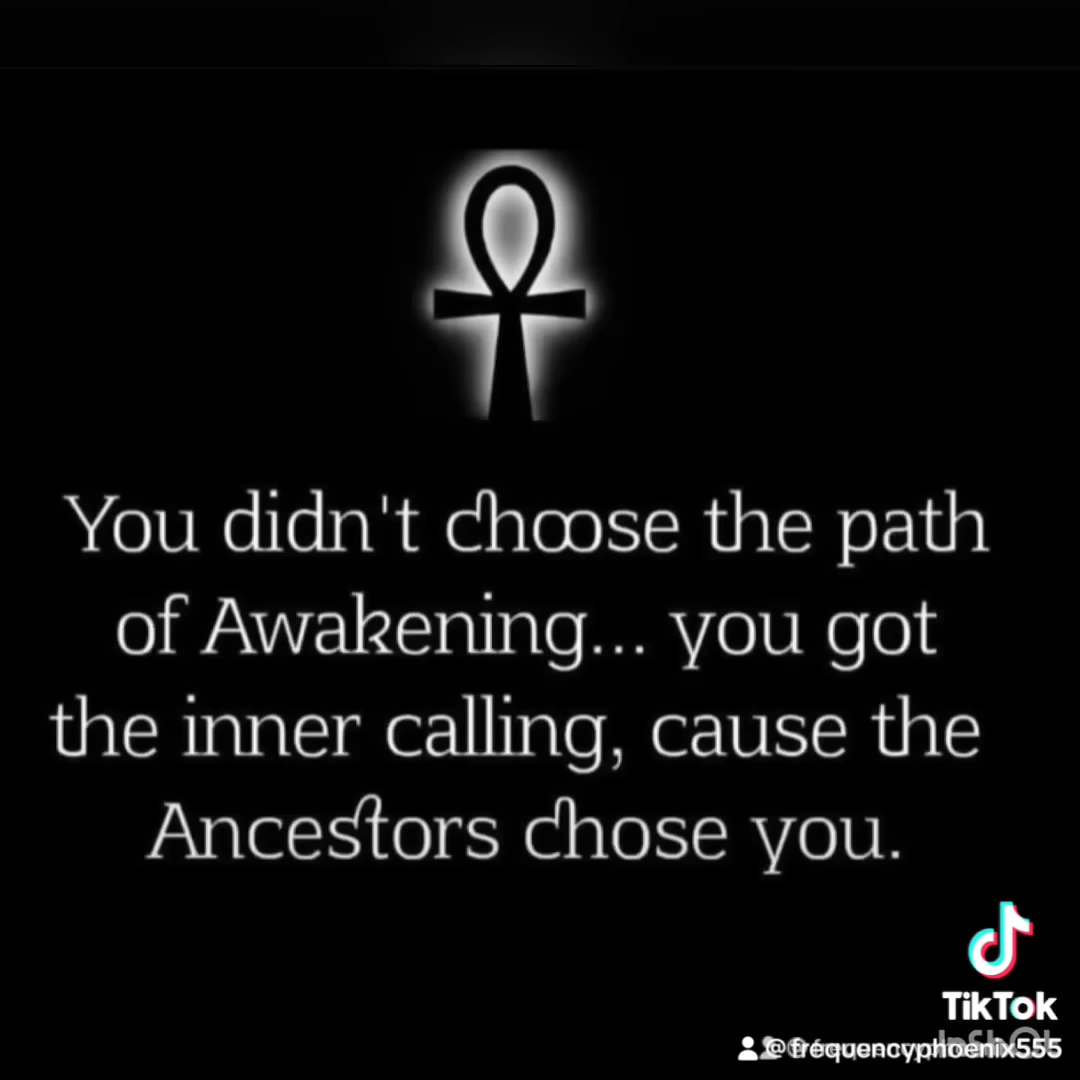 You didn't choose the path
of Awakening... you got
the inner calling, cause the
Ancestors chose you.
TikTok
@frequencyphoenix555